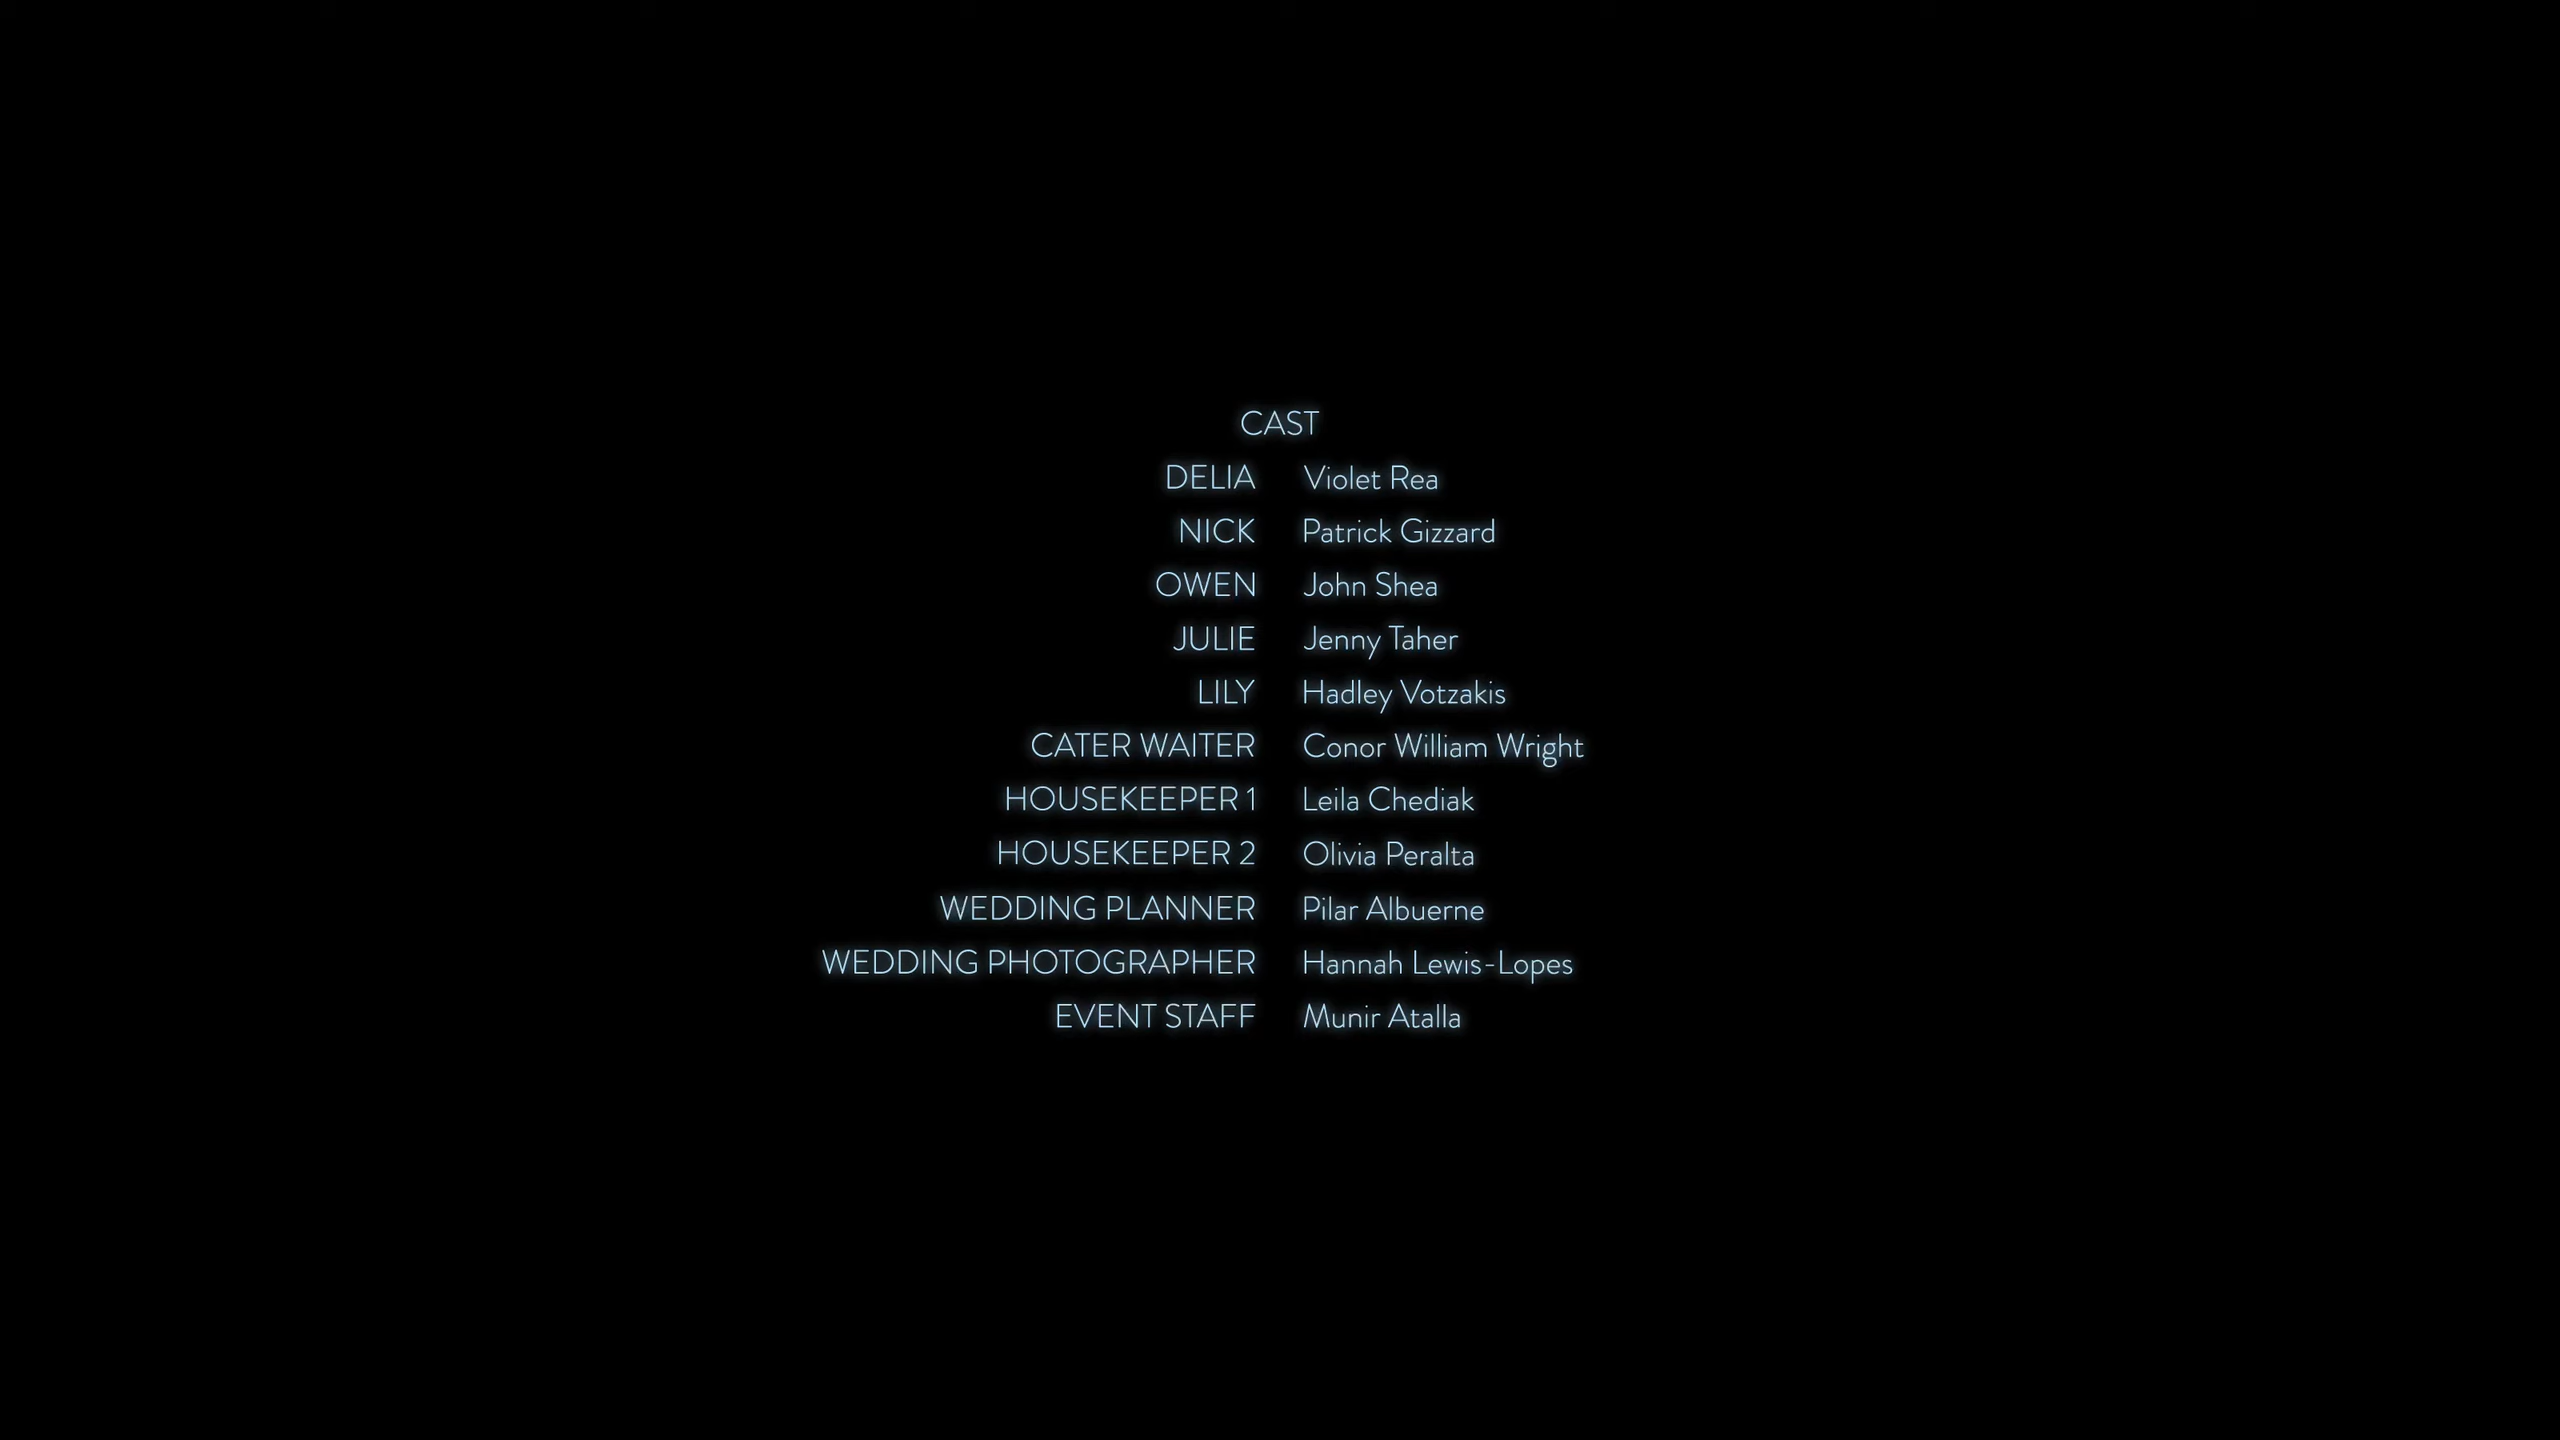 CAST
DELIA Violet Rea
NICK Patrick Gizzard
OWEN John Shea
JULIE Jenny Taher
LILY Hadley Votzakis
CATER WAITER Conor William Wright
HOUSEKEEPER 1 Leila Chediak
HOUSEKEEPER 2 Olivia Peralta
WEDDING PLANNER Pilar Albuerne
WEDDING PHOTOGRAPHER Hannah Lewis-Lopes
EVENT STAFF Munir Atalla